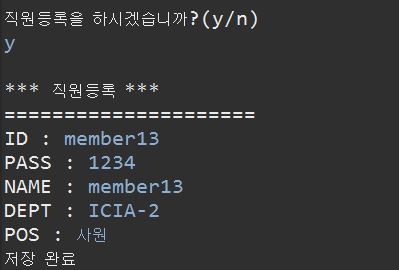 직원등록을 하시겠습니까?(y/n)
y
*** 직원등록 ***
=====================
ID : member13
PASS : 1234
NAME : member13
DEPT : ICIA-2
POS : 사원
저장 완료